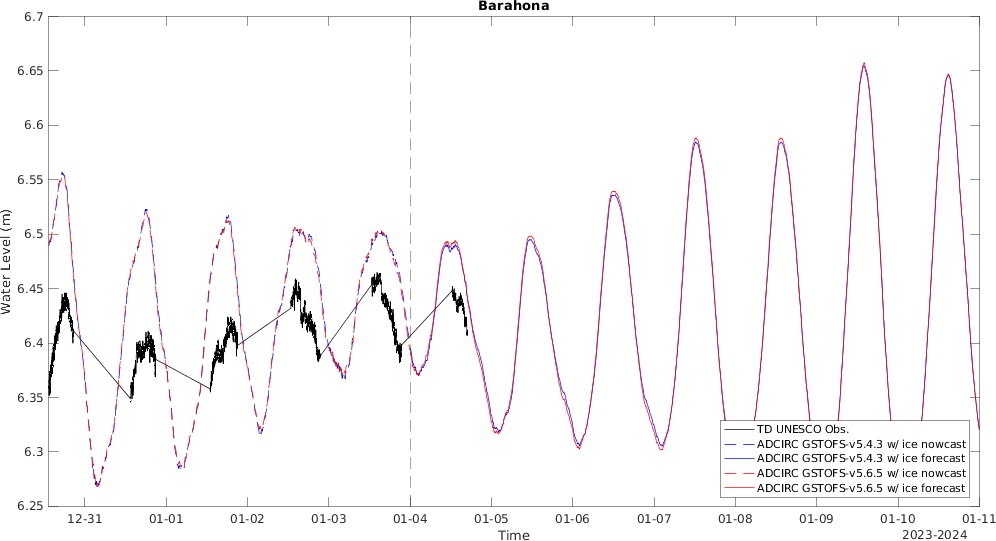 Barahona
6.7
6.65
6.6
6.55
6.5
6.45
6.4
6.35
6.3
6.25
Water Level (m)
TD UNESCO Obs.
ADCIRC GSTOFS-v5.4.3 w/ ice nowcast
ADCIRC GSTOFS-v5.4.3 w/ ice forecast
ADCIRC GSTOFS-v5.6.5 w/ ice nowcast
ADCIRC GSTOFS-v5.6.5 w/ ice forecast
12-31 01-01 01-02 01-03 01-04 01-05 01-06 01-07 01-08 01-09 01-10 01-11
Time
2023-2024